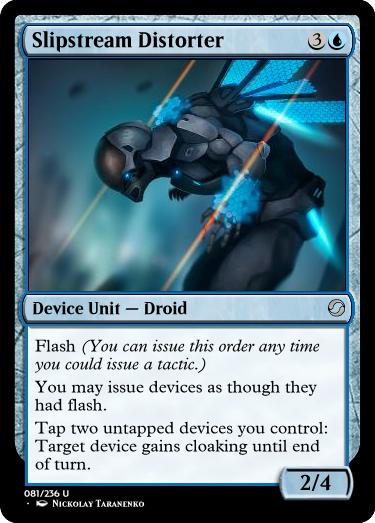 Slipstream Distorter 3
Device Unit — Droid
Flash (You can issue this order any time
you could issue a tactic.)
You may issue devices as though they
had flash.
Tap two untapped devices you control:
Target device gains cloaking until end
of turn.
2/4
081/236 U
· Nickolay Taranenko